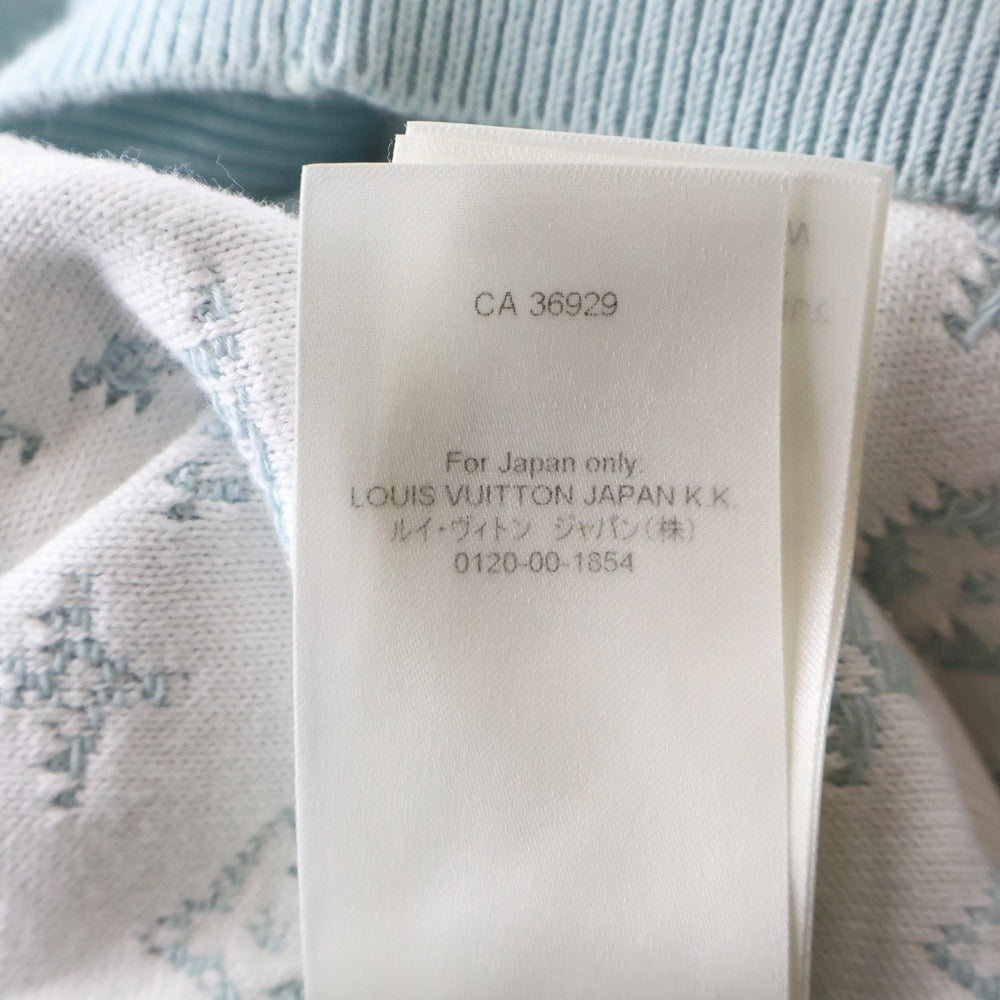 CA 36929
For Japan only:
LOUIS VUITTON JAPAN K.K.
ルイ・ヴィトン ジャパン(株)
0120-00-1854